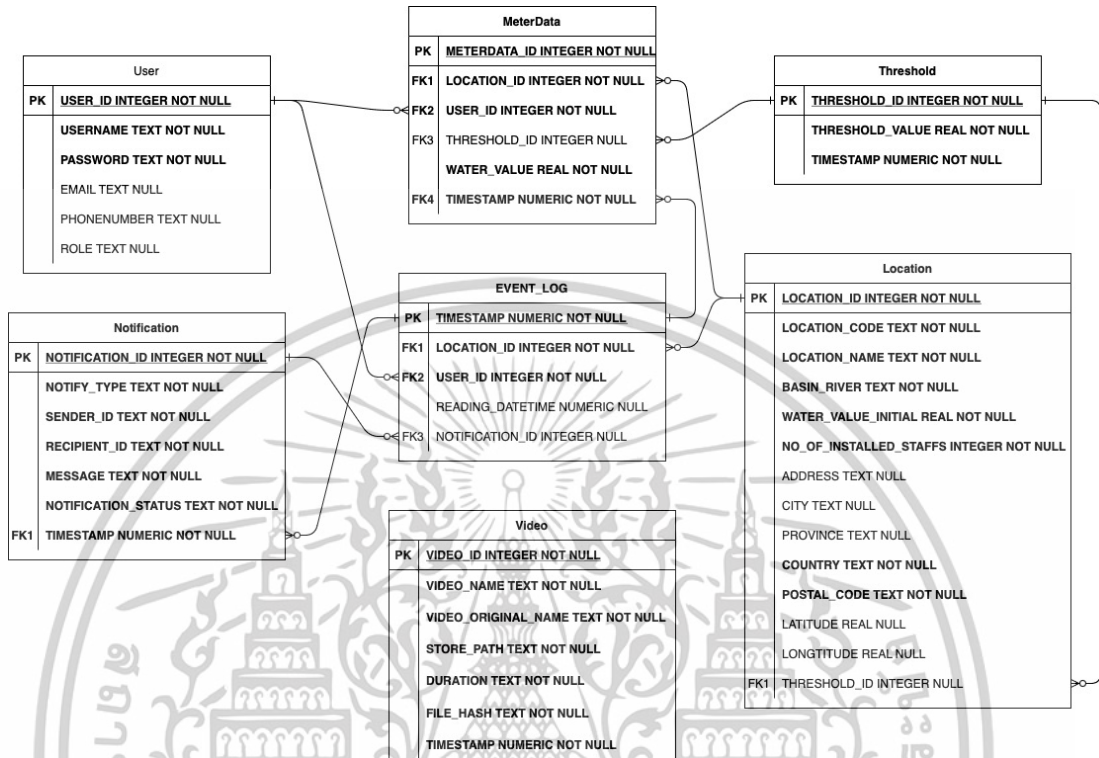 User
PK USER_ID INTEGER NOT NULL
USERNAME TEXT NOT NULL
PASSWORD TEXT NOT NULL
EMAIL TEXT NULL
PHONENUMBER TEXT NULL
ROLE TEXT NULL
MeterData
PK METERDATA_ID INTEGER NOT NULL
FK1 LOCATION_ID INTEGER NOT NULL
FK2 USER_ID INTEGER NOT NULL
FK3 THRESHOLD_ID INTEGER NULL
WATER_VALUE REAL NOT NULL
FK4 TIMESTAMP NUMERIC NOT NULL
Threshold
PK THRESHOLD_ID INTEGER NOT NULL
THRESHOLD_VALUE REAL NOT NULL
TIMESTAMP NUMERIC NOT NULL
Notification
PK NOTIFICATION_ID INTEGER NOT NULL
NOTIFY_TYPE TEXT NOT NULL
SENDER_ID TEXT NOT NULL
RECIPIENT_ID TEXT NOT NULL
MESSAGE TEXT NOT NULL
NOTIFICATION_STATUS TEXT NOT NULL
FK1 TIMESTAMP NUMERIC NOT NULL
EVENT_LOG
PK TIMESTAMP NUMERIC NOT NULL
FK1 LOCATION_ID INTEGER NOT NULL
FK2 USER_ID INTEGER NOT NULL
READING_DATETIME NUMERIC NULL
FK3 NOTIFICATION_ID INTEGER NULL
Location
PK LOCATION_ID INTEGER NOT NULL
LOCATION_CODE TEXT NOT NULL
LOCATION_NAME TEXT NOT NULL
BASIN_RIVER TEXT NOT NULL
WATER_VALUE_INITIAL REAL NOT NULL
NO_OF_INSTALLED_STAFFS INTEGER NOT NULL
ADDRESS TEXT NULL
CITY TEXT NULL
PROVINCE TEXT NULL
COUNTRY TEXT NOT NULL
POSTAL_CODE TEXT NOT NULL
LATITUDE REAL NULL
LONGTITUDE REAL NULL
FK1 THRESHOLD_ID INTEGER NULL
Video
PK VIDEO_ID INTEGER NOT NULL
VIDEO_NAME TEXT NOT NULL
VIDEO_ORIGINAL_NAME TEXT NOT NULL
STORE_PATH TEXT NOT NULL
DURATION TEXT NOT NULL
FILE_HASH TEXT NOT NULL
TIMESTAMP NUMERIC NOT NULL